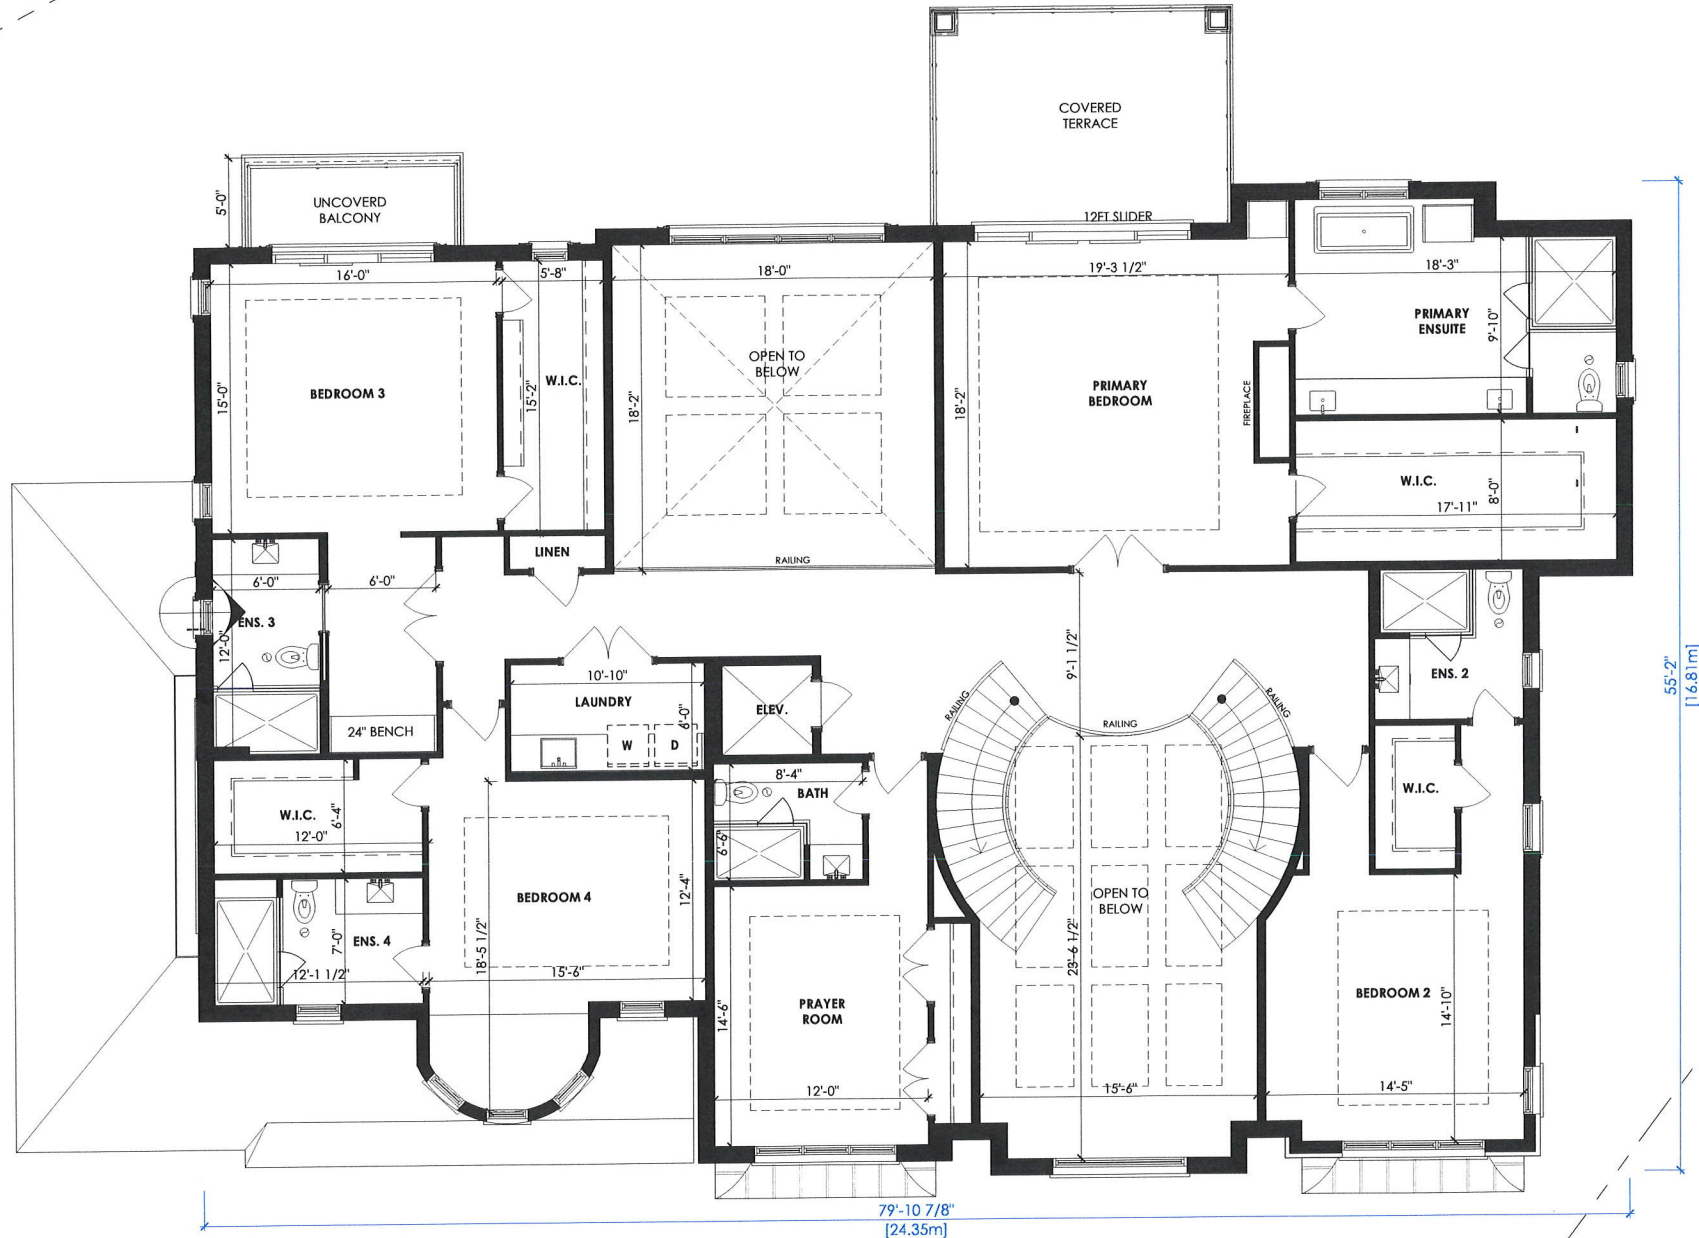 COVERED
TERRACE
UNCOVERD
BALCONY
5'-0"
12FT SLIDER
16'-0"
5'-8"
18'-0"
19'-3 1/2"
18'-3"
PRIMARY
ENSUITE
9'-10"
OPEN TO
BELOW
BEDROOM 3
15'-0"
15'-2"
W.I.C.
18'-2"
18'-2"
PRIMARY
BEDROOM
FIREPLACE
W.I.C.
8'-0"
17'-11"
LINEN
RAILING
6'-0"
6'-0"
ENS. 3
12'-0"
9'-1 1/2"
ENS. 2
55'-2"
[16.81m]
10'-10"
LAUNDRY
6'-0"
W
D
ELEV.
RAILING
RAILING
RAILING
24" BENCH
8'-4"
BATH
6'-6"
W.I.C.
6'-4"
12'-0"
W.I.C.
BEDROOM 4
12'-4"
OPEN TO
BELOW
ENS. 4
7'-0"
12'-1 1/2"
18'-5 1/2"
15'-6"
23'-6 1/2"
PRAYER
ROOM
14'-6"
12'-0"
15'-6"
BEDROOM 2
14'-10"
14'-5"
79'-10 7/8"
[24.35m]